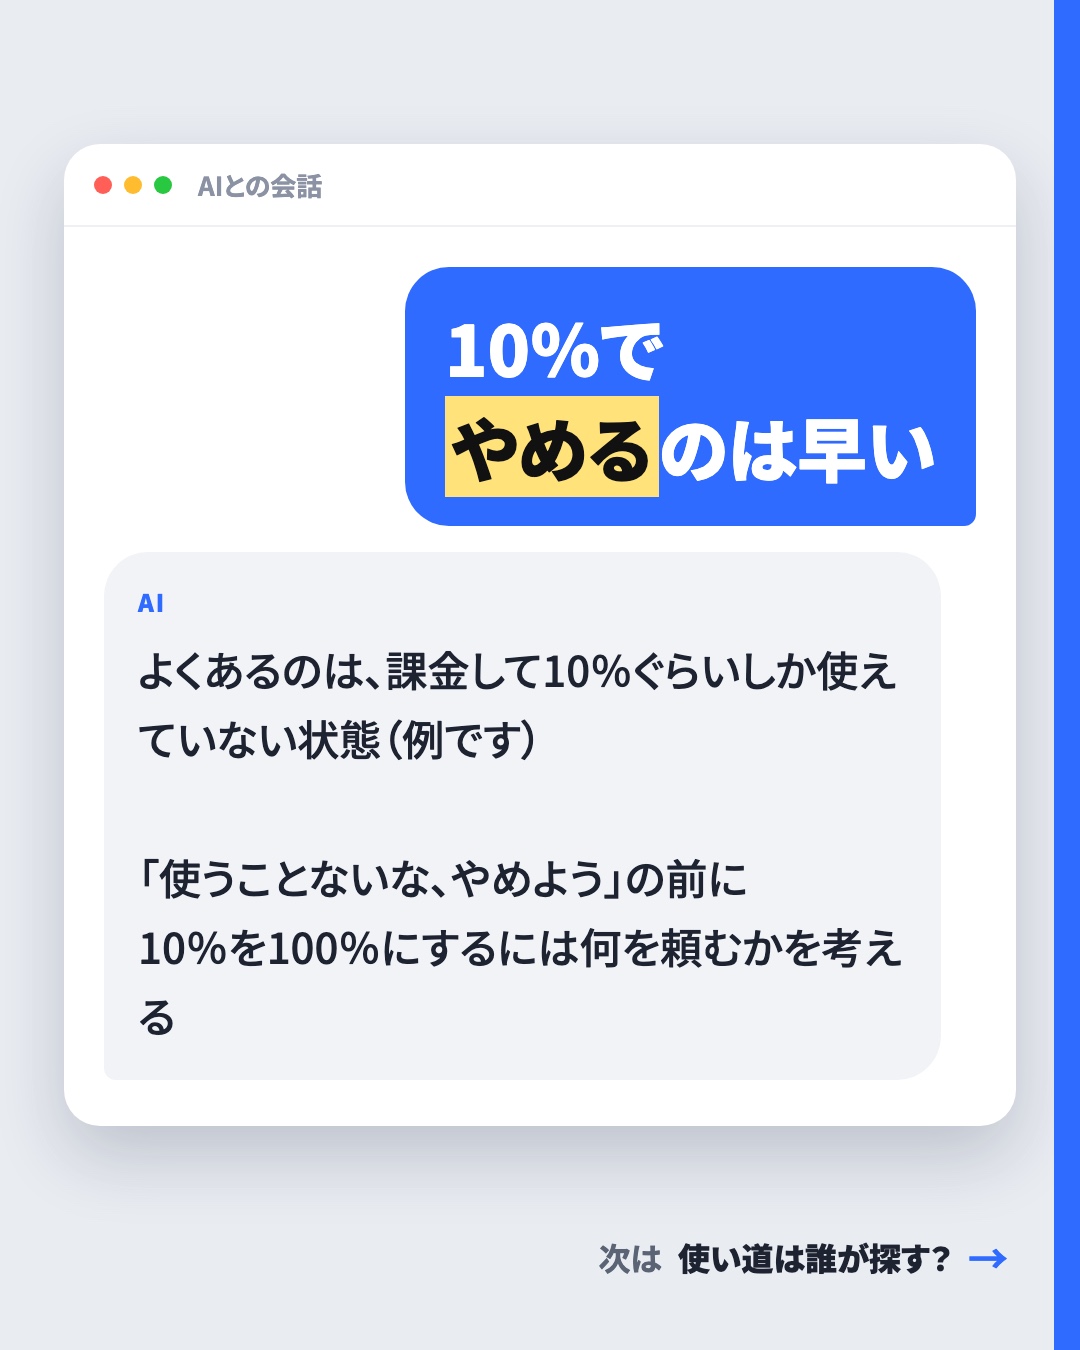 AIとの会話
10%で
やめるのは早い
AI
よくあるのは、課金して10%ぐらいしか使え
ていない状態（例です）
「使うことないな、やめよう」の前に
10%を100%にするには何を頼むかを考え
る
次は 使い道は誰が探す？ →